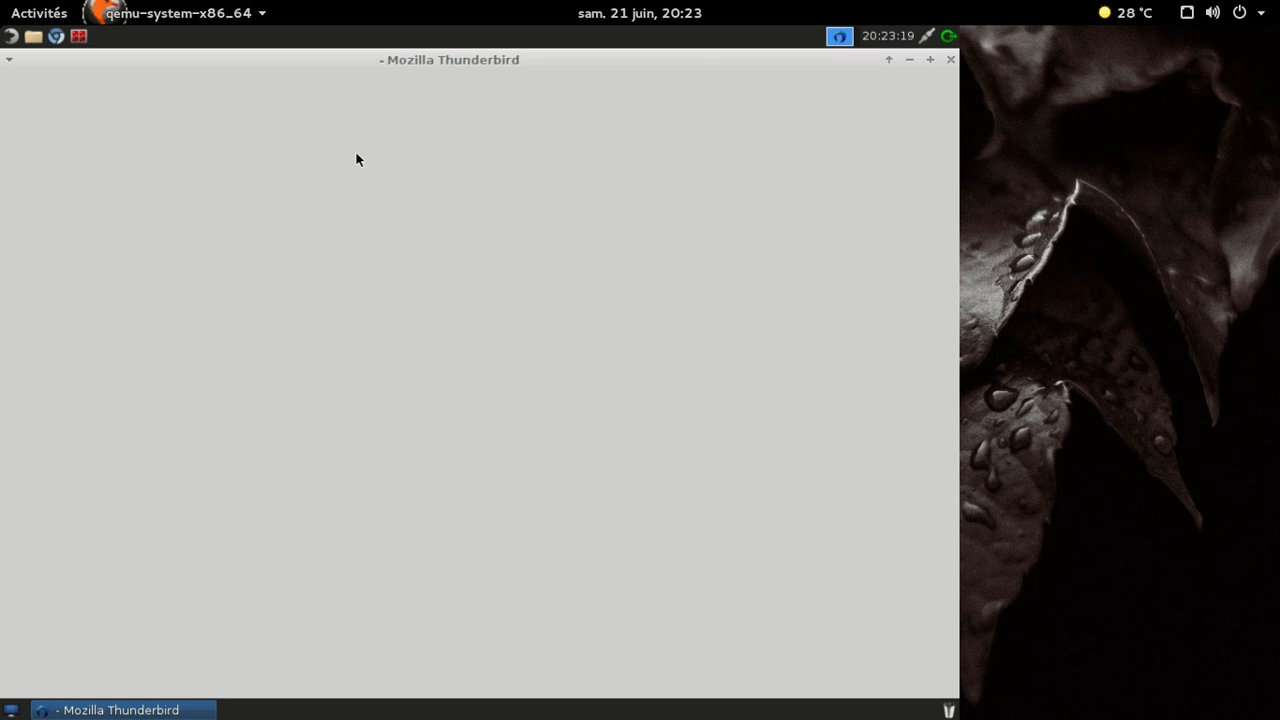 Activités
qemu-system-x86_64
sam. 21 juin, 20:23
28 °C
20:23:19
- Mozilla Thunderbird
- Mozilla Thunderbird